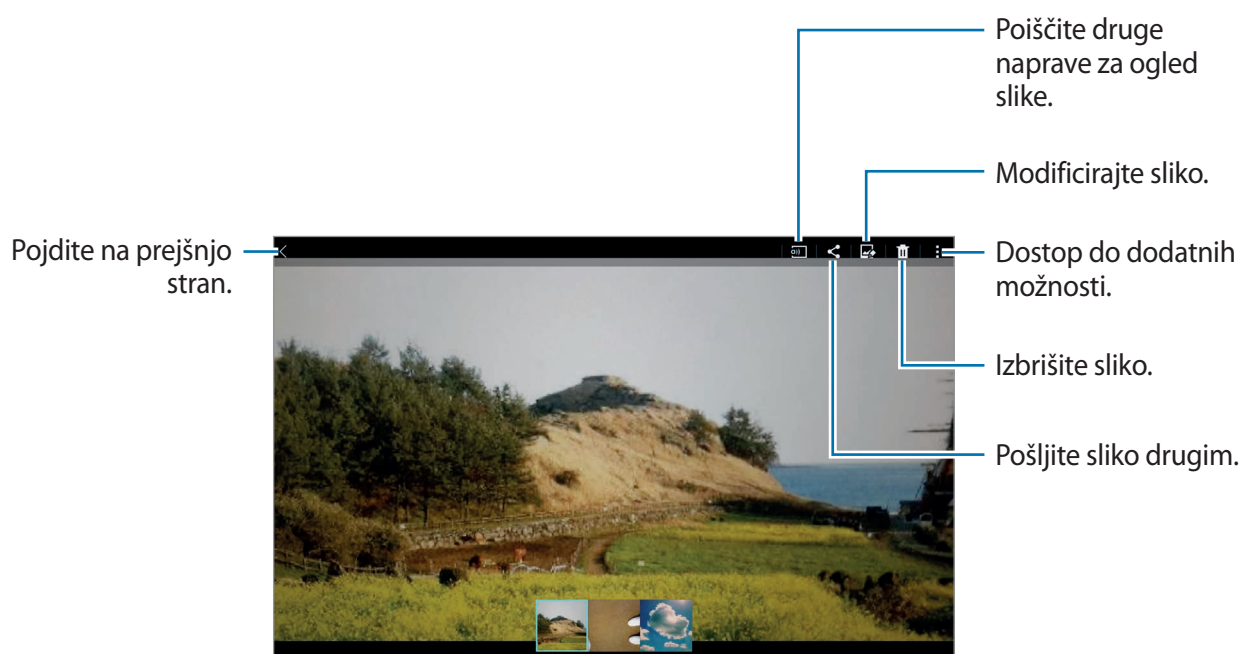 Poiščite druge
naprave za ogled
slike.
Modificirajte sliko.
Pojdite na prejšnjo
stran.
Dostop do dodatnih
možnosti.
Izbrišite sliko.
Pošljite sliko drugim.